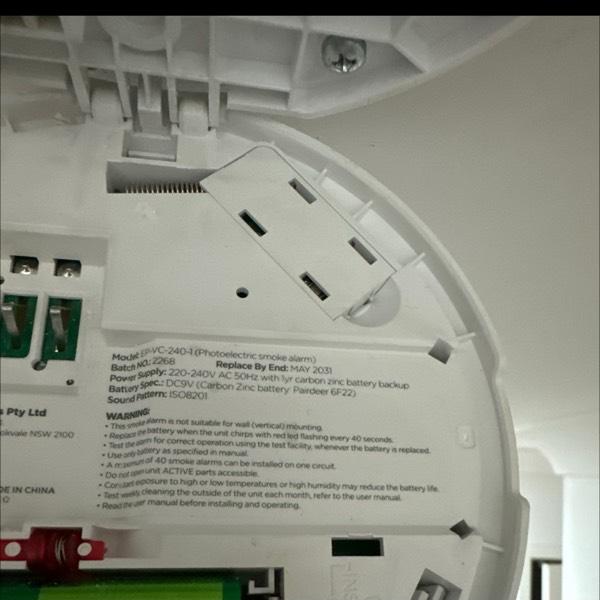 Model: EP-VC-240-1 (Photoelectric smoke alarm)
Batch NO.: 2268 Replace By End: MAY 2031
Power Supply: 220-240V AC 50Hz with 1yr carbon zinc battery backup
Battery Spec.: DC9V (Carbon Zinc battery: Pairdeer 6F22)
Sound Pattern: ISO8201
s Pty Ltd
okvale NSW 2100
DE IN CHINA
WARNING:
• This smoke alarm is not suitable for wall (vertical) mounting.
• Replace the battery when the unit chirps with red led flashing every 40 seconds.
• Test the alarm for correct operation using the test facility, whenever the battery is replaced.
• Use only battery as specified in manual.
• A maximum of 40 smoke alarms can be installed on one circuit.
• Do not open unit ACTIVE parts accessible.
• Constant exposure to high or low temperatures or high humidity may reduce the battery life.
• Test weekly, cleaning the outside of the unit each month, refer to the user manual.
• Read the user manual before installing and operating.